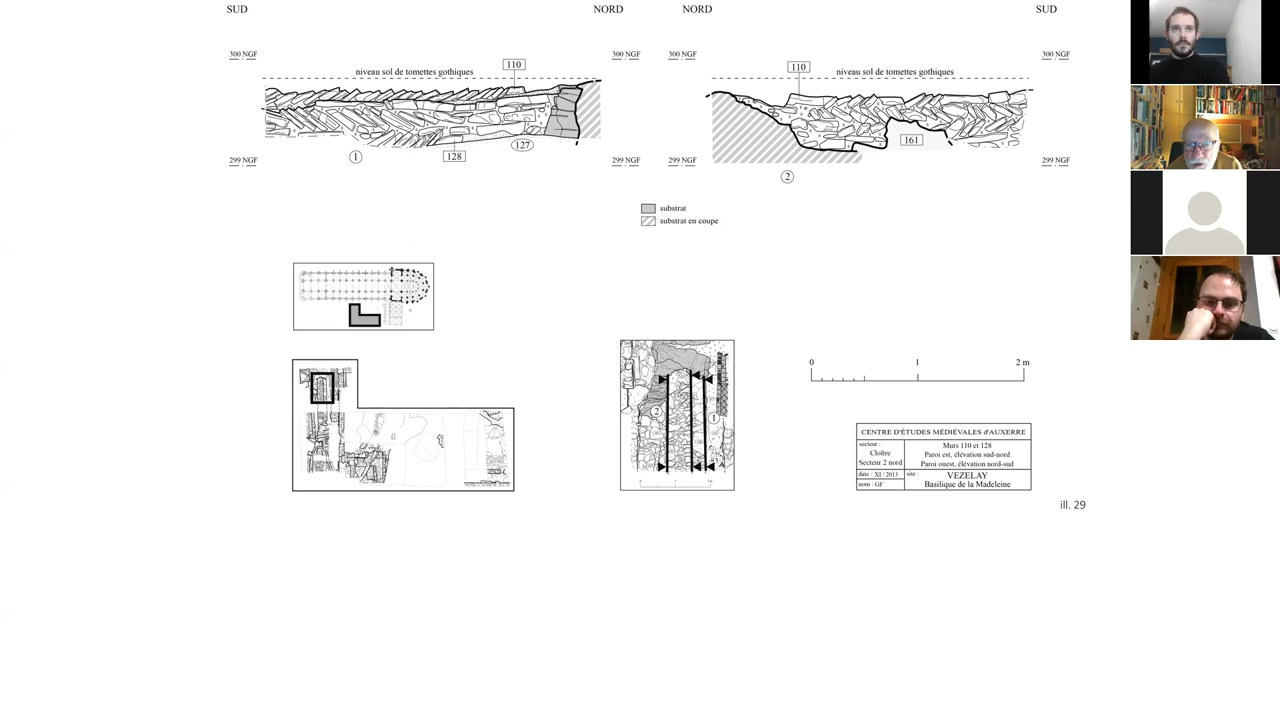 SUD
NORD
NORD
SUD
300 NGF
300 NGF
300 NGF
300 NGF
110
110
niveau sol de tomettes gothiques
niveau sol de tomettes gothiques
299 NGF
1
128
127
299 NGF
299 NGF
161
299 NGF
2
substrat
substrat en coupe
2
1
0
1
2 m
CENTRE D'ÉTUDES MÉDIÉVALES d'AUXERRE
secteur :
Cloître
Secteur 2 nord
Murs 110 et 128
Paroi est, élévation sud-nord
Paroi ouest, élévation nord-sud
date : XI / 2013
site :
VEZELAY
nom : GF
Basilique de la Madeleine
ill. 29